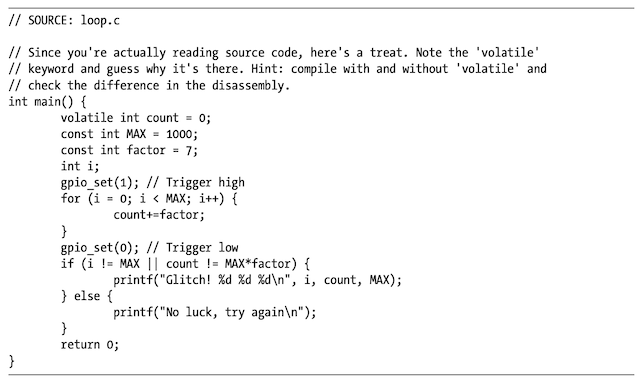 // SOURCE: loop.c
// Since you're actually reading source code, here's a treat. Note the 'volatile'
// keyword and guess why it's there. Hint: compile with and without 'volatile' and
// check the difference in the disassembly.
int main() {
        volatile int count = 0;
        const int MAX = 1000;
        const int factor = 7;
        int i;
        gpio_set(1); // Trigger high
        for (i = 0; i < MAX; i++) {
                count+=factor;
        }
        gpio_set(0); // Trigger low
        if (i != MAX || count != MAX*factor) {
                printf("Glitch! %d %d %d\n", i, count, MAX);
        } else {
                printf("No luck, try again\n");
        }
        return 0;
}